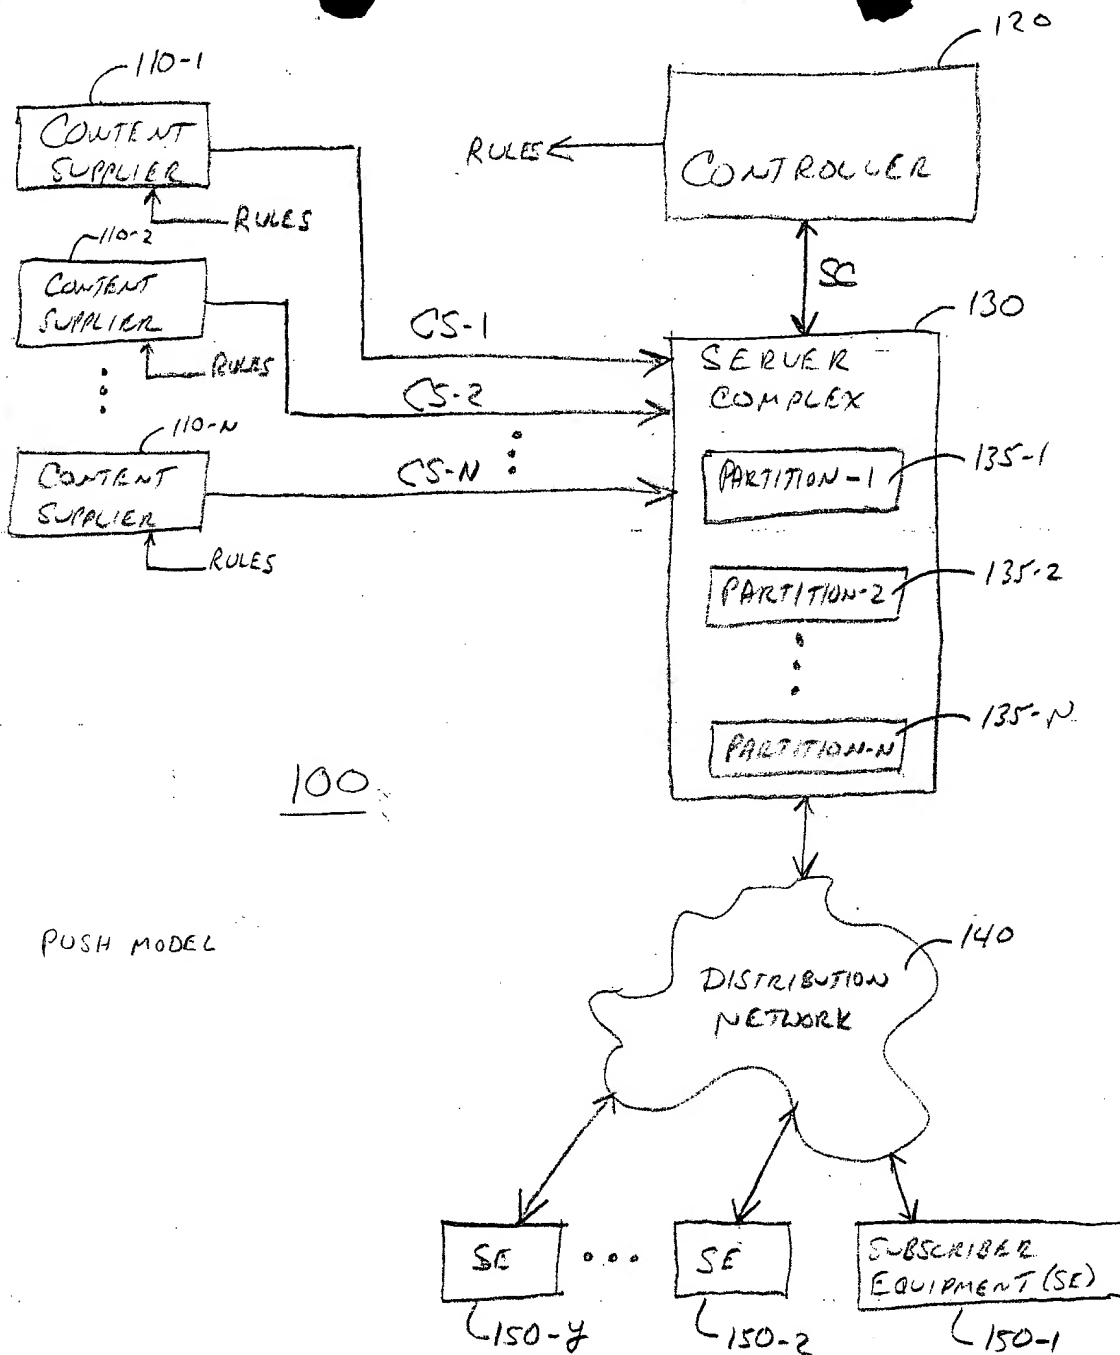 120
110-1
CONTENT
SUPPLIER
RULES
CONTROLLER
RULES
110-2
CONTENT
SUPPLIER
RULES
SC
130
CS-1
SERVER
COMPLEX
CS-2
110-N
CONTENT
SUPPLIER
CS-N
RULES
PARTITION-1
135-1
PARTITION-2
135-2
PARTITION-N
135-N
100
PUSH MODEL
140
DISTRIBUTION
NETWORK
SE
SE
SUBSCRIBER
EQUIPMENT (SE)
150-y
150-2
150-1